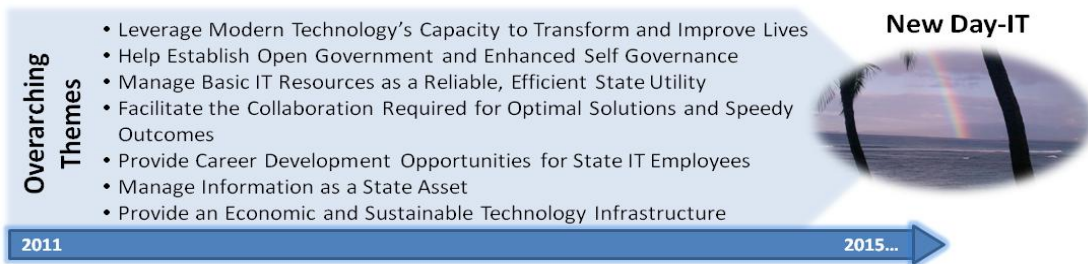 Overarching
Themes
• Leverage Modern Technology's Capacity to Transform and Improve Lives
• Help Establish Open Government and Enhanced Self Governance
• Manage Basic IT Resources as a Reliable, Efficient State Utility
• Facilitate the Collaboration Required for Optimal Solutions and Speedy
Outcomes
• Provide Career Development Opportunities for State IT Employees
• Manage Information as a State Asset
• Provide an Economic and Sustainable Technology Infrastructure
New Day-IT
2011
2015...